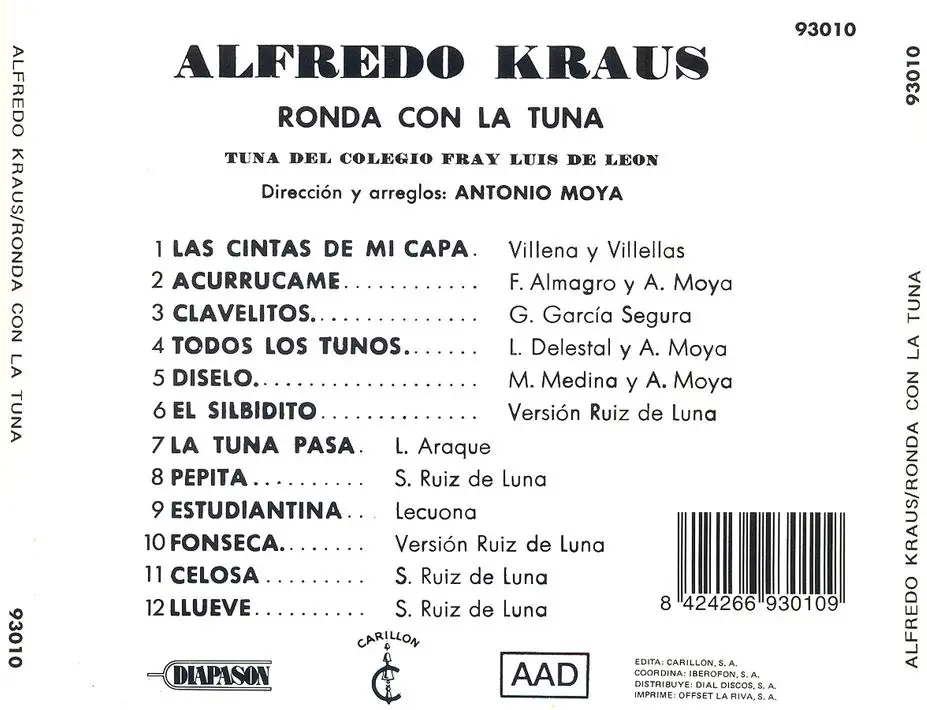 93010
ALFREDO KRAUS
RONDA CON LA TUNA
TUNA DEL COLEGIO FRAY LUIS DE LEON
Dirección y arreglos: ANTONIO MOYA
1 LAS CINTAS DE MI CAPA. Villena y Villellas
2 ACURRUCAME............ F. Almagro y A. Moya
3 CLAVELITOS.............. G. García Segura
4 TODOS LOS TUNOS....... L. Delestal y A. Moya
5 DISELO.................. M. Medina y A. Moya
6 EL SILBIDITO............. Versión Ruiz de Luna
7 LA TUNA PASA. L. Araque
8 PEPITA.......... S. Ruiz de Luna
9 ESTUDIANTINA... Lecuona
10 FONSECA........ Versión Ruiz de Luna
11 CELOSA......... S. Ruiz de Luna
12 LLUEVE.......... S. Ruiz de Luna
8 424266 930109
DIAPASON
CARILLON
AAD
EDITA: CARILLON, S. A.
COORDINA: IBEROFON, S. A.
DISTRIBUYE: DIAL DISCOS, S. A.
IMPRIME: OFFSET LA RIVA, S. A.
ALFREDO KRAUS/RONDA CON LA TUNA
93010
93010
ALFREDO KRAUS/RONDA CON LA TUNA